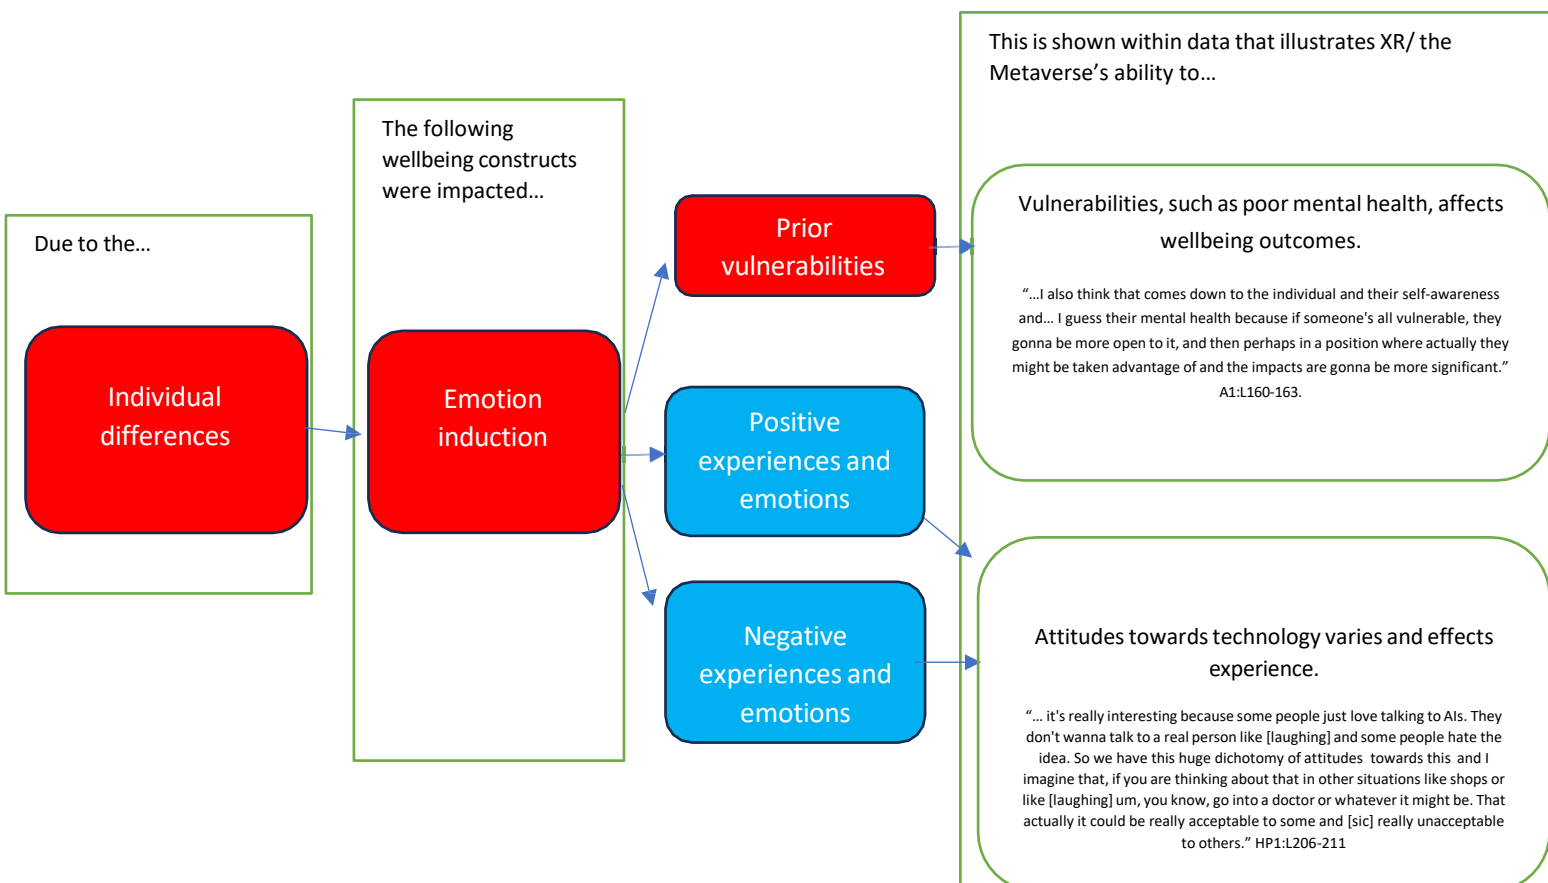 Due to the...
Individual
differences
The following
wellbeing constructs
were impacted...
Emotion
induction
Prior
vulnerabilities
Positive
experiences and
emotions
Negative
experiences and
emotions
This is shown within data that illustrates XR/ the
Metaverse’s ability to...
Vulnerabilities, such as poor mental health, affects
wellbeing outcomes.
“...I also think that comes down to the individual and their self-awareness
and... I guess their mental health because if someone's all vulnerable, they
gonna be more open to it, and then perhaps in a position where actually they
might be taken advantage of and the impacts are gonna be more significant.”
A1:L160-163.
Attitudes towards technology varies and effects
experience.
“... it's really interesting because some people just love talking to AIs. They
don't wanna talk to a real person like [laughing] and some people hate the
idea. So we have this huge dichotomy of attitudes towards this and I
imagine that, if you are thinking about that in other situations like shops or
like [laughing] um, you know, go into a doctor or whatever it might be. That
actually it could be really acceptable to some and [sic] really unacceptable
to others.” HP1:L206-211